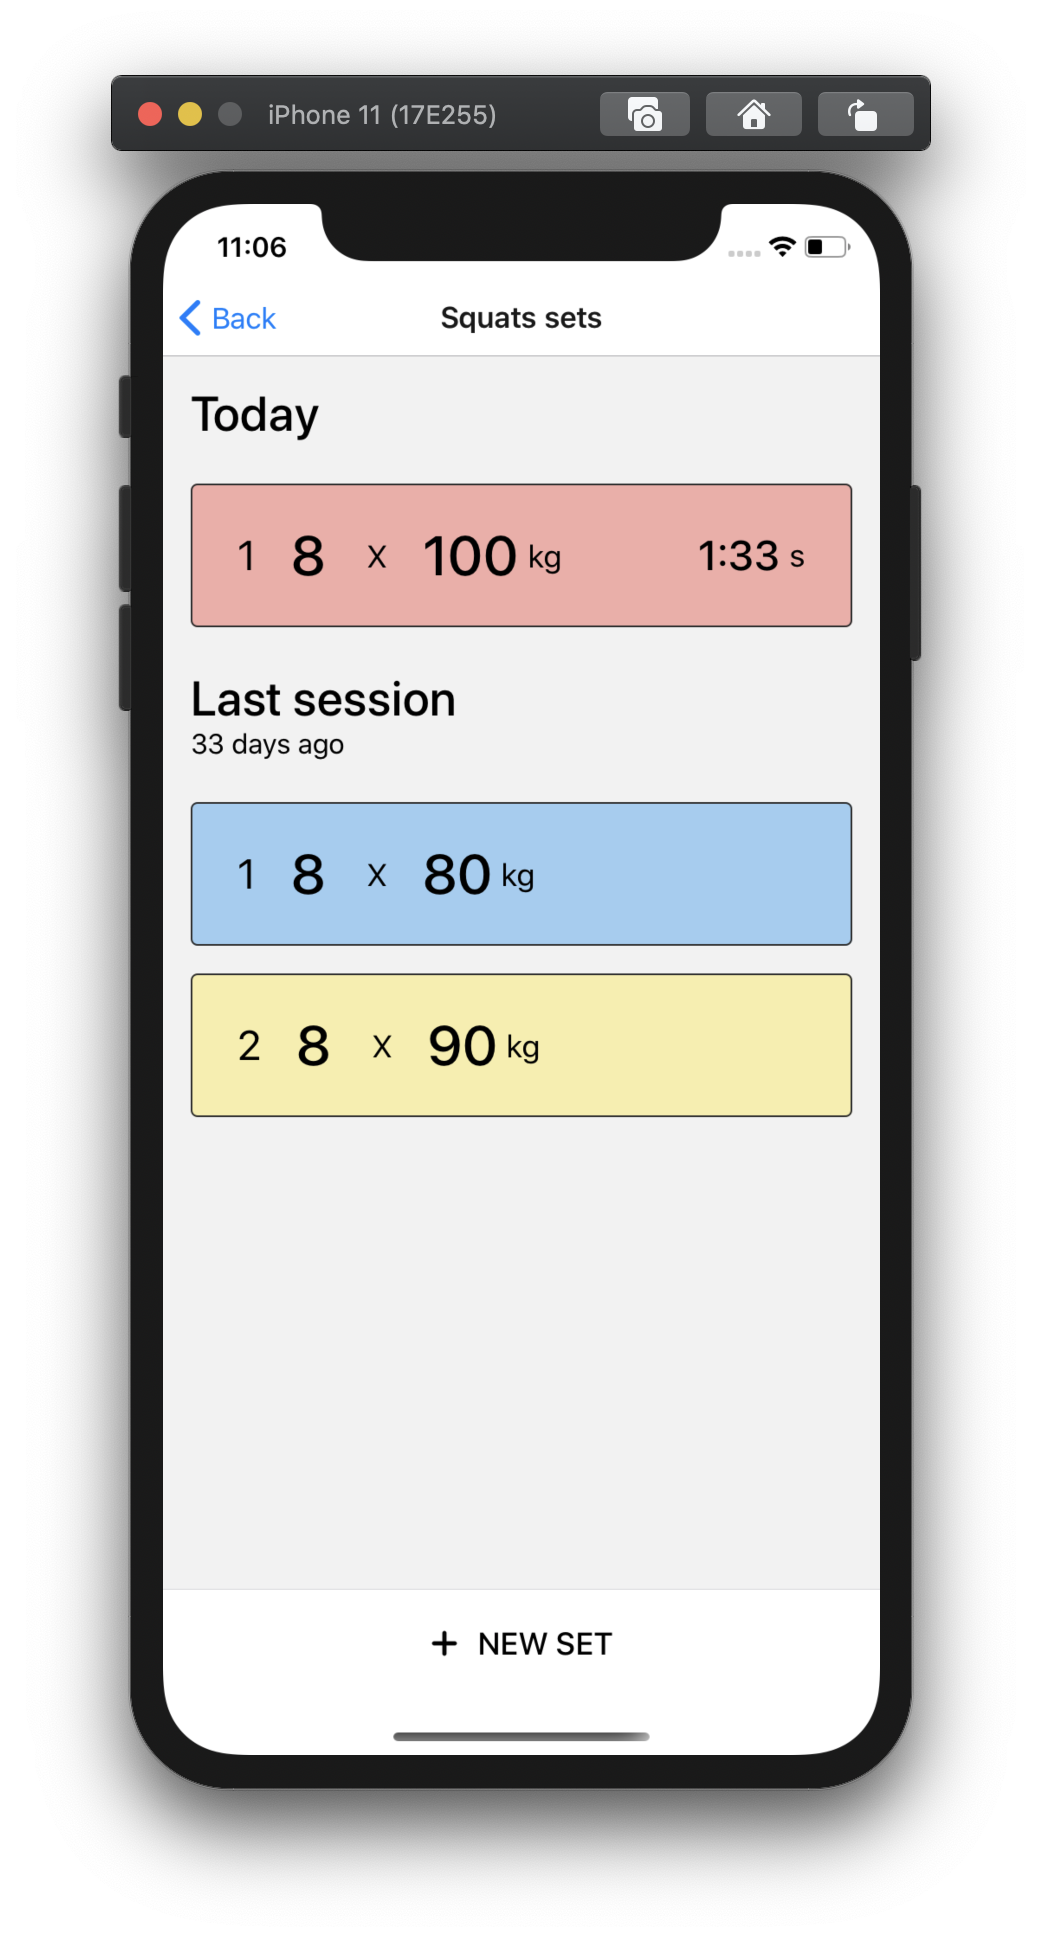 iPhone 11 (17E255)
11:06
Back Squats sets
Today
1 8 x 100 kg 1:33 s
Last session
33 days ago
1 8 x 80 kg
2 8 x 90 kg
+ NEW SET